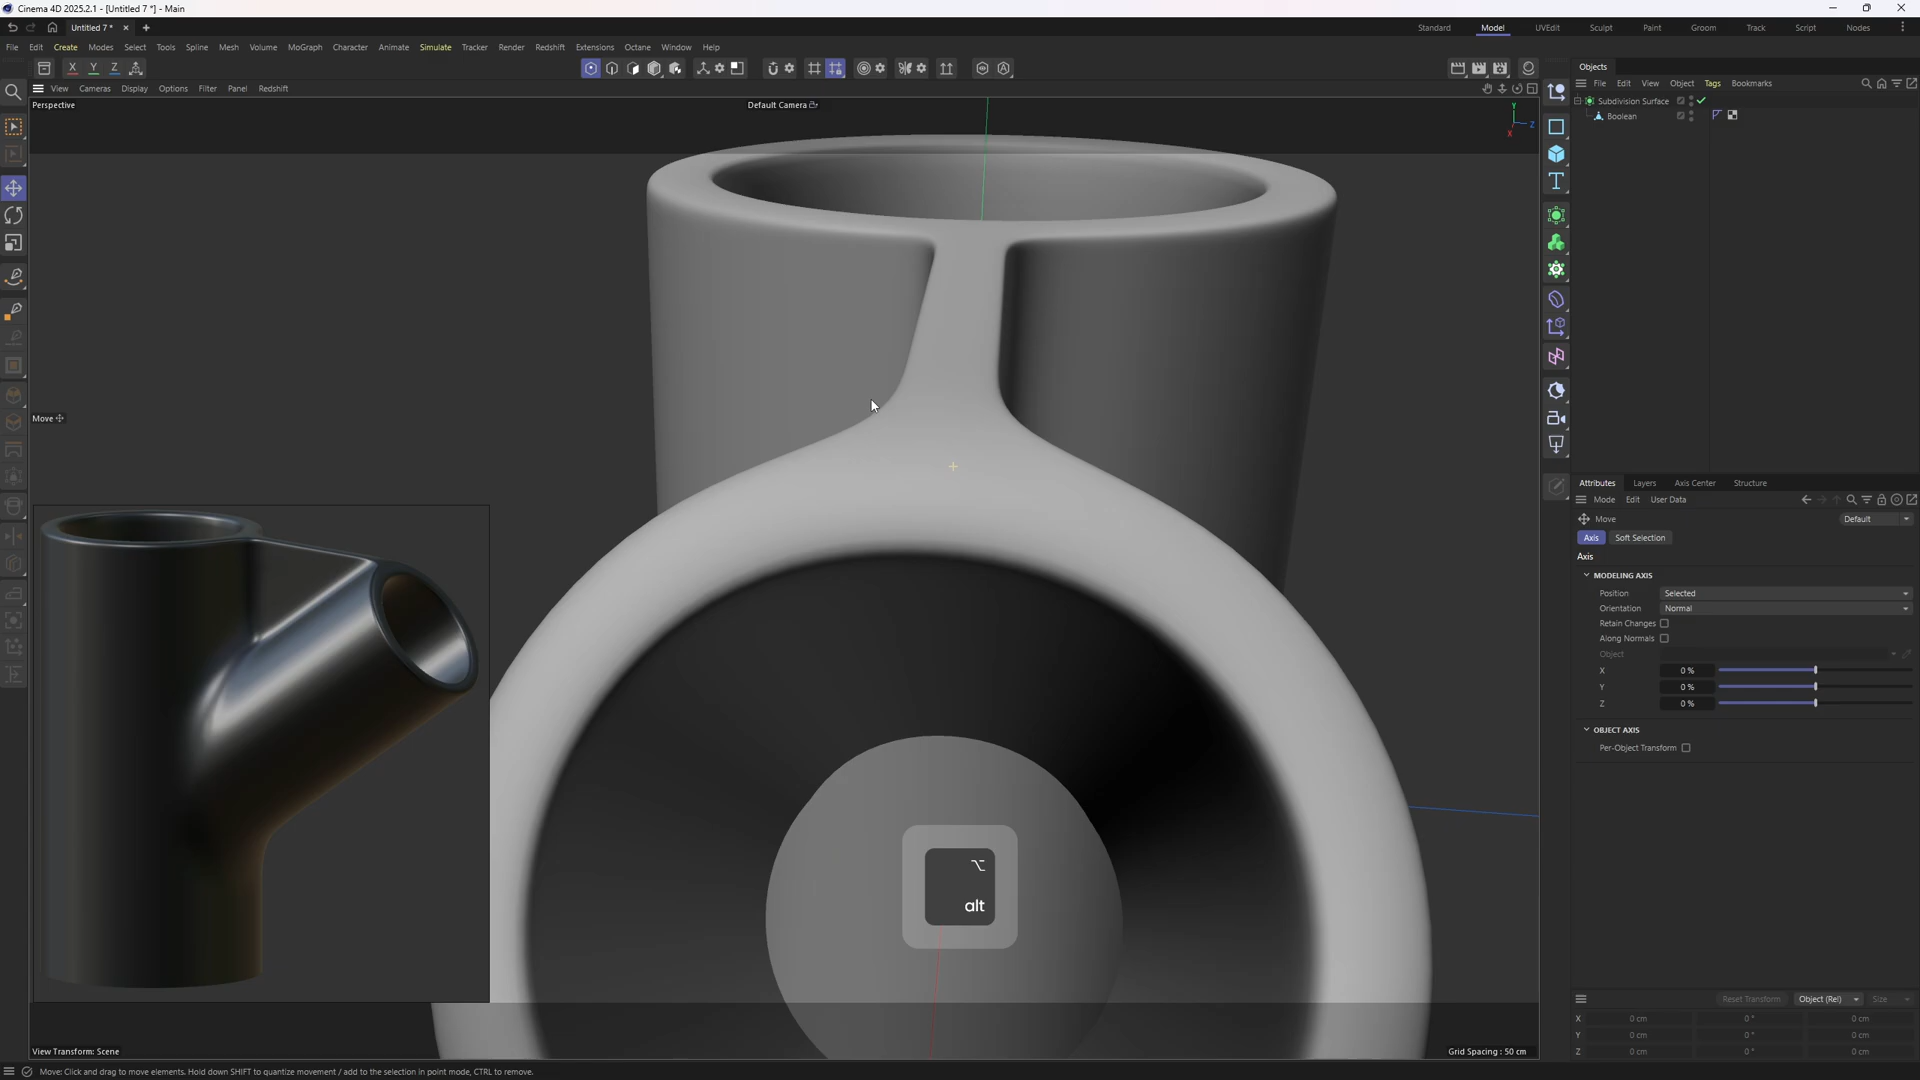 Cinema 4D 2025.2.1 - [Untitled 7 *] - Main
Untitled 7 *
Standard Model UVEdit Sculpt Paint Groom Track Script Nodes
File Edit Create Modes Select Tools Spline Mesh Volume MoGraph Character Animate Simulate Tracker Render Redshift Extensions Octane Window Help
X Y Z
View Cameras Display Options Filter Panel Redshift
Perspective
Default Camera
Y
Z
X
Move
alt
View Transform: Scene
Grid Spacing : 50 cm
Move: Click and drag to move elements. Hold down SHIFT to quantize movement / add to the selection in point mode, CTRL to remove.
Objects
File Edit View Object Tags Bookmarks
Subdivision Surface
Boolean
Attributes Layers Axis Center Structure
Mode Edit User Data
Move
Default
Axis Soft Selection
Axis
MODELING AXIS
Position Selected
Orientation Normal
Retain Changes
Along Normals
Object
X 0 %
Y 0 %
Z 0 %
OBJECT AXIS
Per-Object Transform
Reset Transform Object (Rel) Size
X 0 cm 0 ° 0 cm
Y 0 cm 0 ° 0 cm
Z 0 cm 0 ° 0 cm